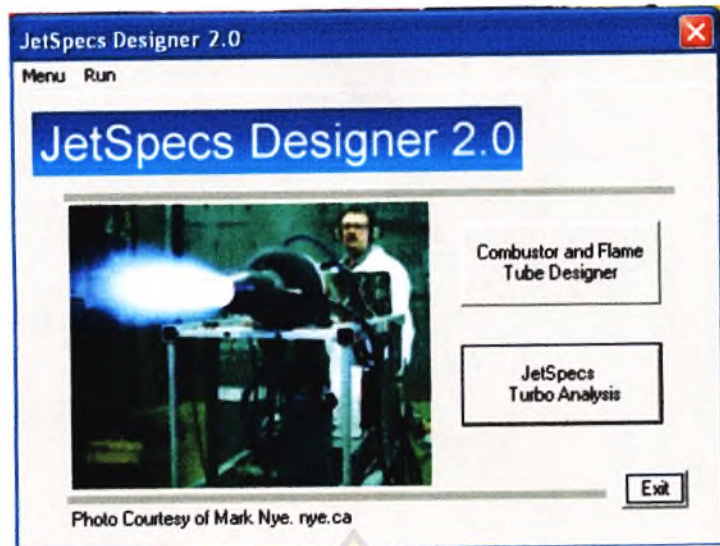 JetSpecs Designer 2.0
Menu Run
JetSpecs Designer 2.0
Combustor and Flame
Tube Designer
JetSpecs
Turbo Analysis
Exit
Photo Courtesy of Mark Nye. nye.ca